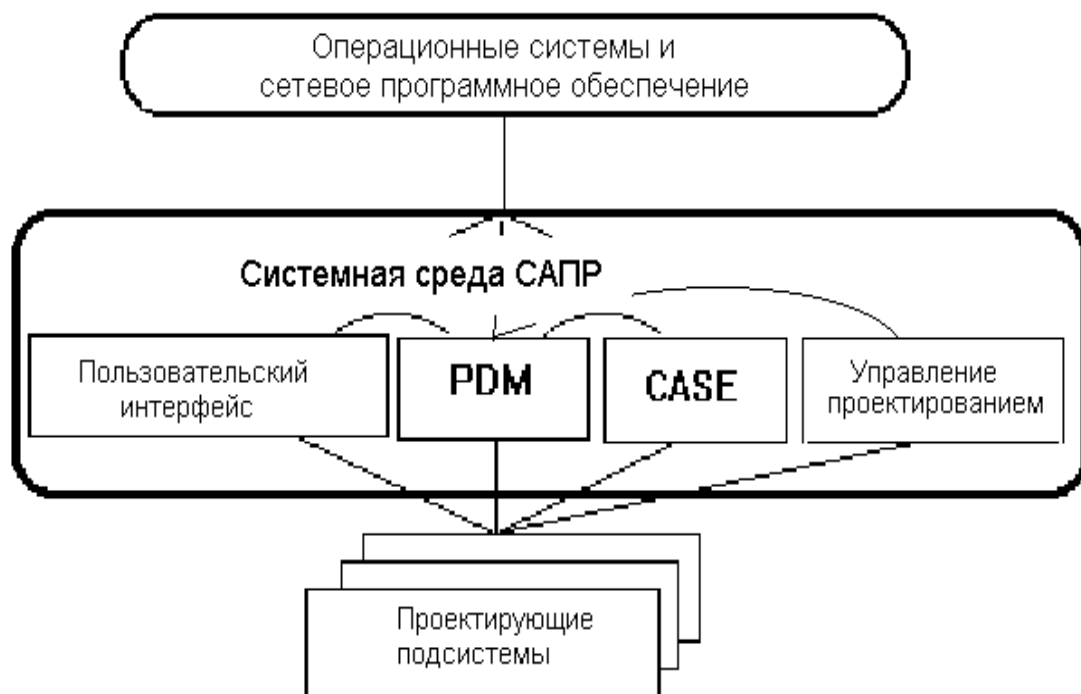 Операционные системы и
сетевое программное обеспечение
Системная среда САПР
Пользовательский
интерфейс
PDM
CASE
Управление
проектированием
Проектирующие
подсистемы